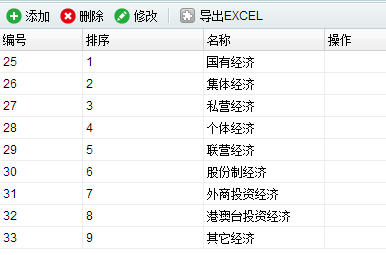 添加 删除 修改 导出EXCEL
编号 排序 名称 操作
25 1 国有经济
26 2 集体经济
27 3 私营经济
28 4 个体经济
29 5 联营经济
30 6 股份制经济
31 7 外商投资经济
32 8 港澳台投资经济
33 9 其它经济